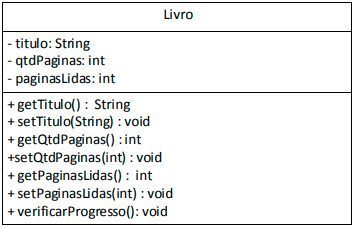 Livro
- titulo: String
- qtdPaginas: int
- paginasLidas: int
+ getTitulo() : String
+ setTitulo(String) : void
+ getQtdPaginas() : int
+setQtdPaginas(int) : void
+ getPaginasLidas() : int
+ setPaginasLidas(int) : void
+ verificarProgresso(): void